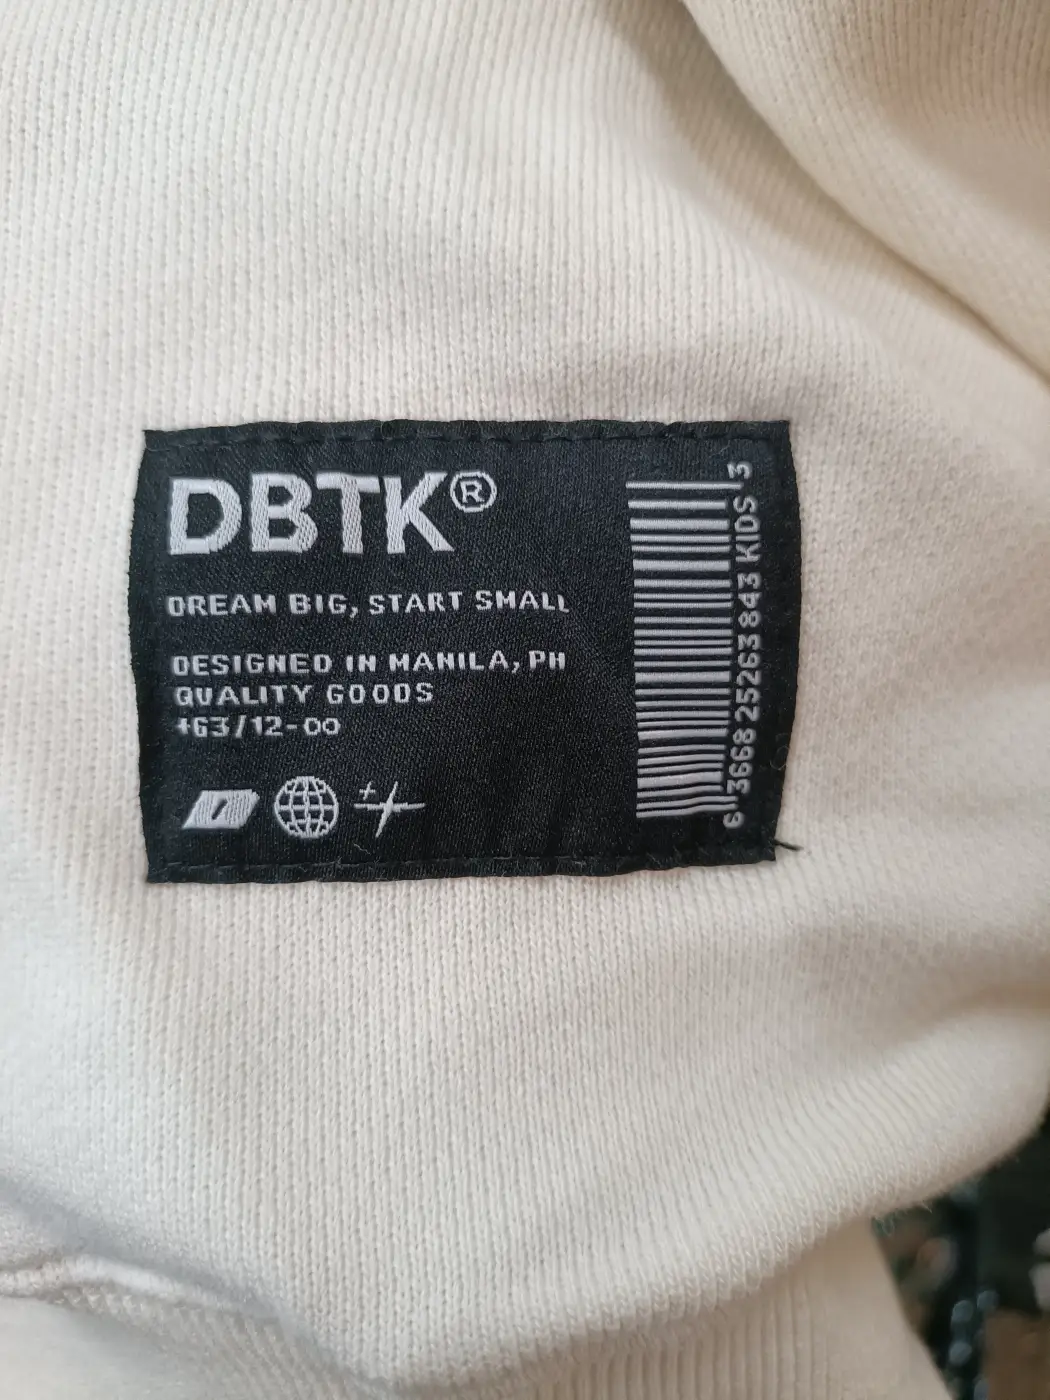 DBTK®
DREAM BIG, START SMALL
DESIGNED IN MANILA, PH
QUALITY GOODS
+63/12-00
6 3668 25263 843 KIDS 3